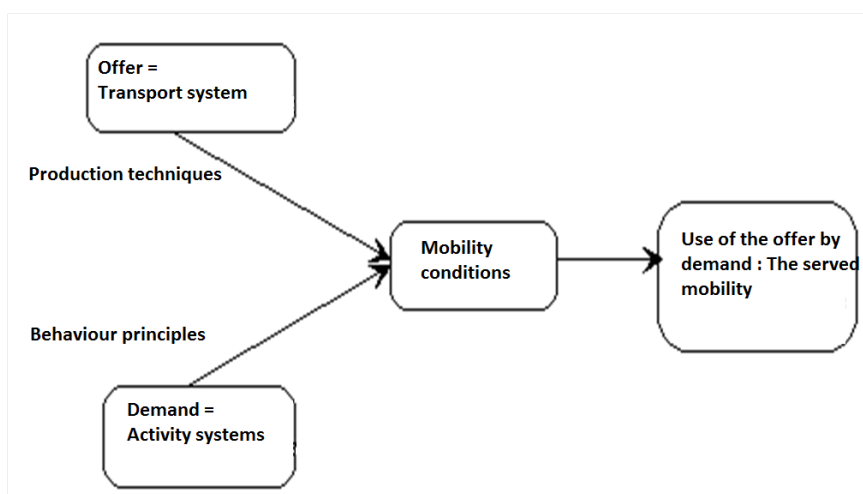 Offer =
Transport system
Production techniques
Mobility
conditions
Use of the offer by
demand : The served
mobility
Behaviour principles
Demand =
Activity systems